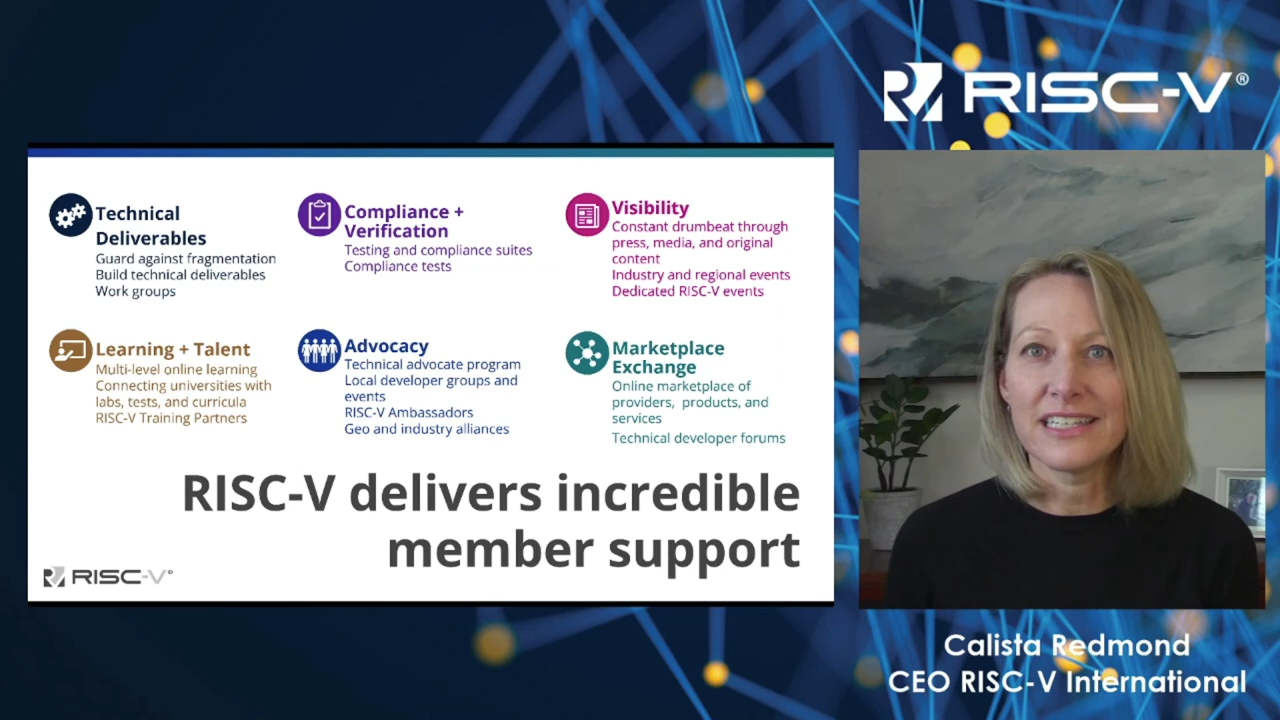 RISC-V®
Technical
Deliverables
Guard against fragmentation
Build technical deliverables
Work groups
Compliance +
Verification
Testing and compliance suites
Compliance tests
Visibility
Constant drumbeat through
press, media, and original
content
Industry and regional events
Dedicated RISC-V events
Learning + Talent
Multi-level online learning
Connecting universities with
labs, tests, and curricula
RISC-V Training Partners
Advocacy
Technical advocate program
Local developer groups and
events
RISC-V Ambassadors
Geo and industry alliances
Marketplace
Exchange
Online marketplace of
providers, products, and
services
Technical developer forums
RISC-V delivers incredible
member support
RISC-V®
Calista Redmond
CEO RISC-V International